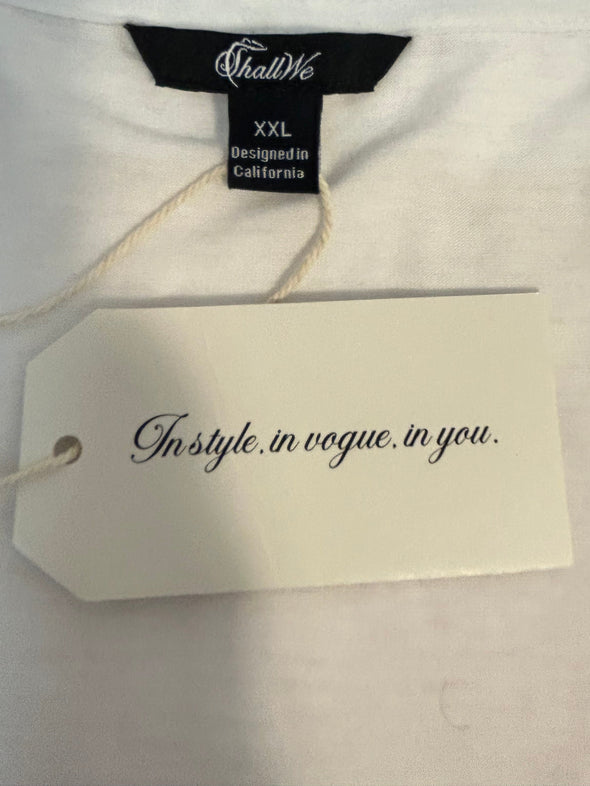 ShallWe
XXL
Designed in
California
In style. in vogue. in you.